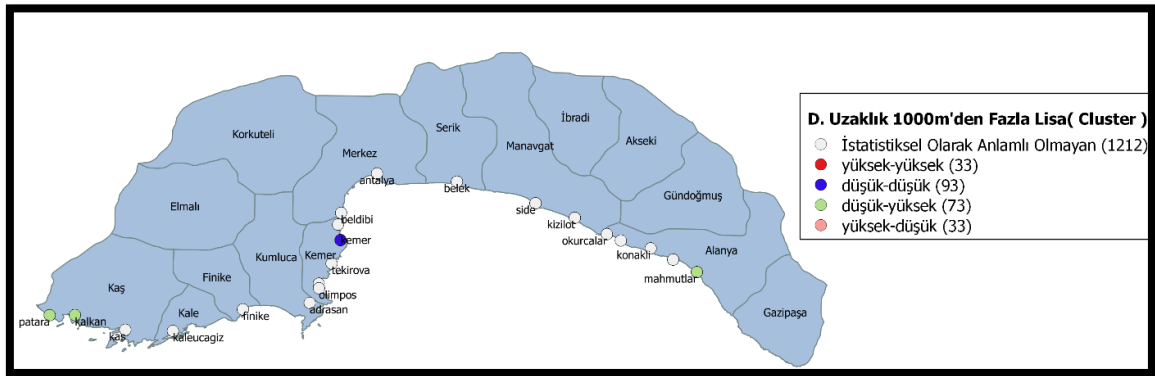 D. Uzaklık 1000m'den Fazla Lisa( Cluster )
İstatistiksel Olarak Anlamlı Olmayan (1212)
yüksek-yüksek (33)
düşük-düşük (93)
düşük-yüksek (73)
yüksek-düşük (33)
Korkuteli
Merkez
Serik
Manavgat
İbradi
Akseki
Gündoğmuş
Elmalı
antalya
belek
side
kizilot
okurcalar
konakli
mahmutlar
Alanya
Gazipaşa
beldibi
kemer
Kemer
tekirova
olimpos
adrasan
Kumluca
Finike
finike
Kaş
Kale
patara
kalkan
kaş
kaleucagiz